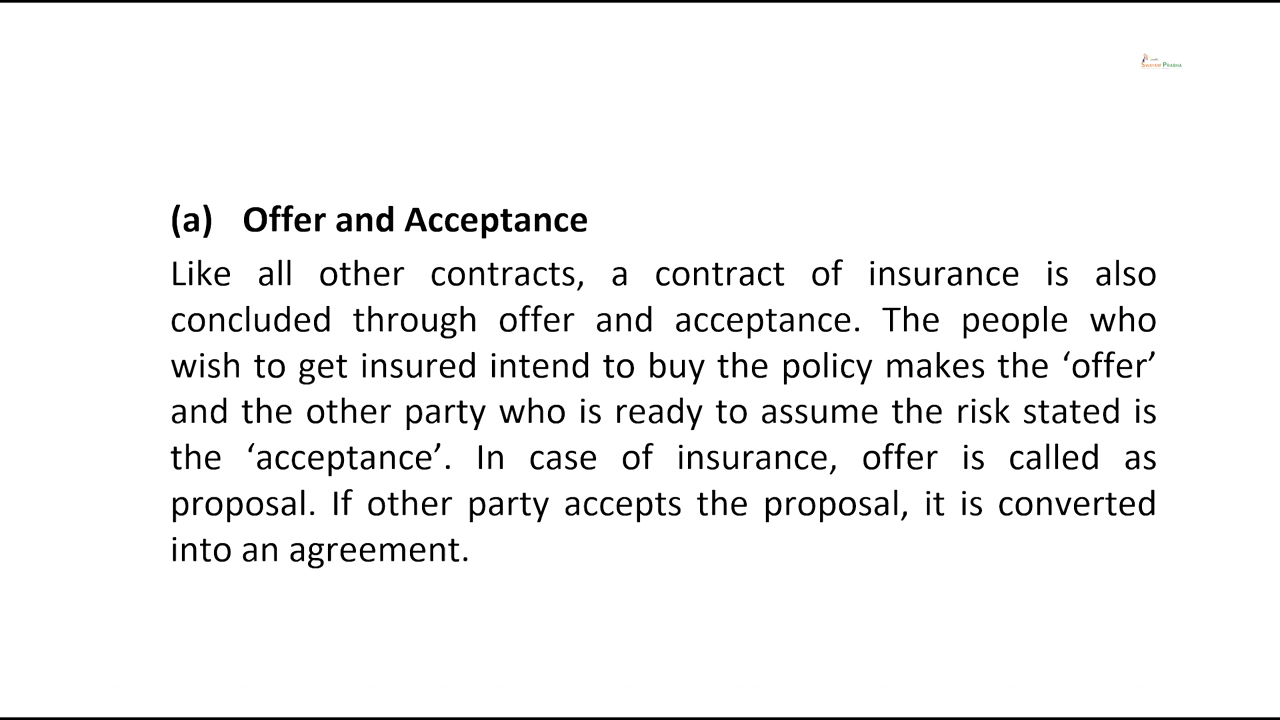 SWAYAM PRABHA
(a) Offer and Acceptance
Like all other contracts, a contract of insurance is also
concluded through offer and acceptance. The people who
wish to get insured intend to buy the policy makes the ‘offer’
and the other party who is ready to assume the risk stated is
the ‘acceptance’. In case of insurance, offer is called as
proposal. If other party accepts the proposal, it is converted
into an agreement.